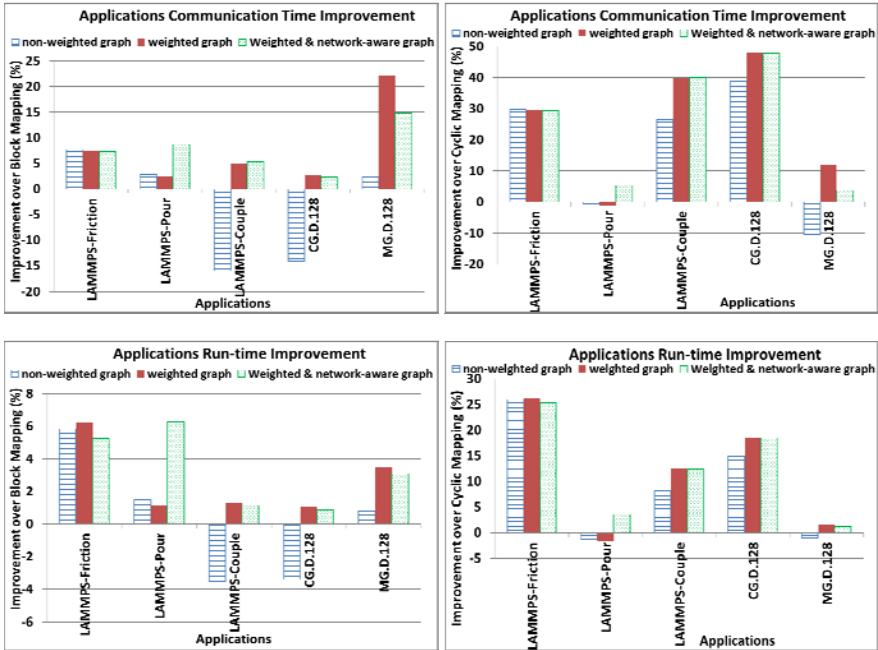 Applications Communication Time Improvement
non-weighted graph weighted graph Weighted & network-aware graph
Improvement over Block Mapping (%)
25
20
15
10
5
0
-5
-10
-15
-20
LAMMPS-Friction
LAMMPS-Pour
LAMMPS-Couple
CG.D.128
MG.D.128
Applications
Applications Communication Time Improvement
non-weighted graph weighted graph Weighted & network-aware graph
Improvement over Cyclic Mapping (%)
50
40
30
20
10
0
-10
-20
LAMMPS-Friction
LAMMPS-Pour
LAMMPS-Couple
CG.D.128
MG.D.128
Applications
Applications Run-time Improvement
non-weighted graph weighted graph Weighted & network-aware graph
Improvement over Block Mapping (%)
8
6
4
2
0
-2
-4
-6
LAMMPS-Friction
LAMMPS-Pour
LAMMPS-Couple
CG.D.128
MG.D.128
Applications
Applications Run-time Improvement
non-weighted graph weighted graph Weighted & network-aware graph
Improvement over Cyclic Mapping (%)
30
25
20
15
10
5
0
-5
LAMMPS-Friction
LAMMPS-Pour
LAMMPS-Couple
CG.D.128
MG.D.128
Applications